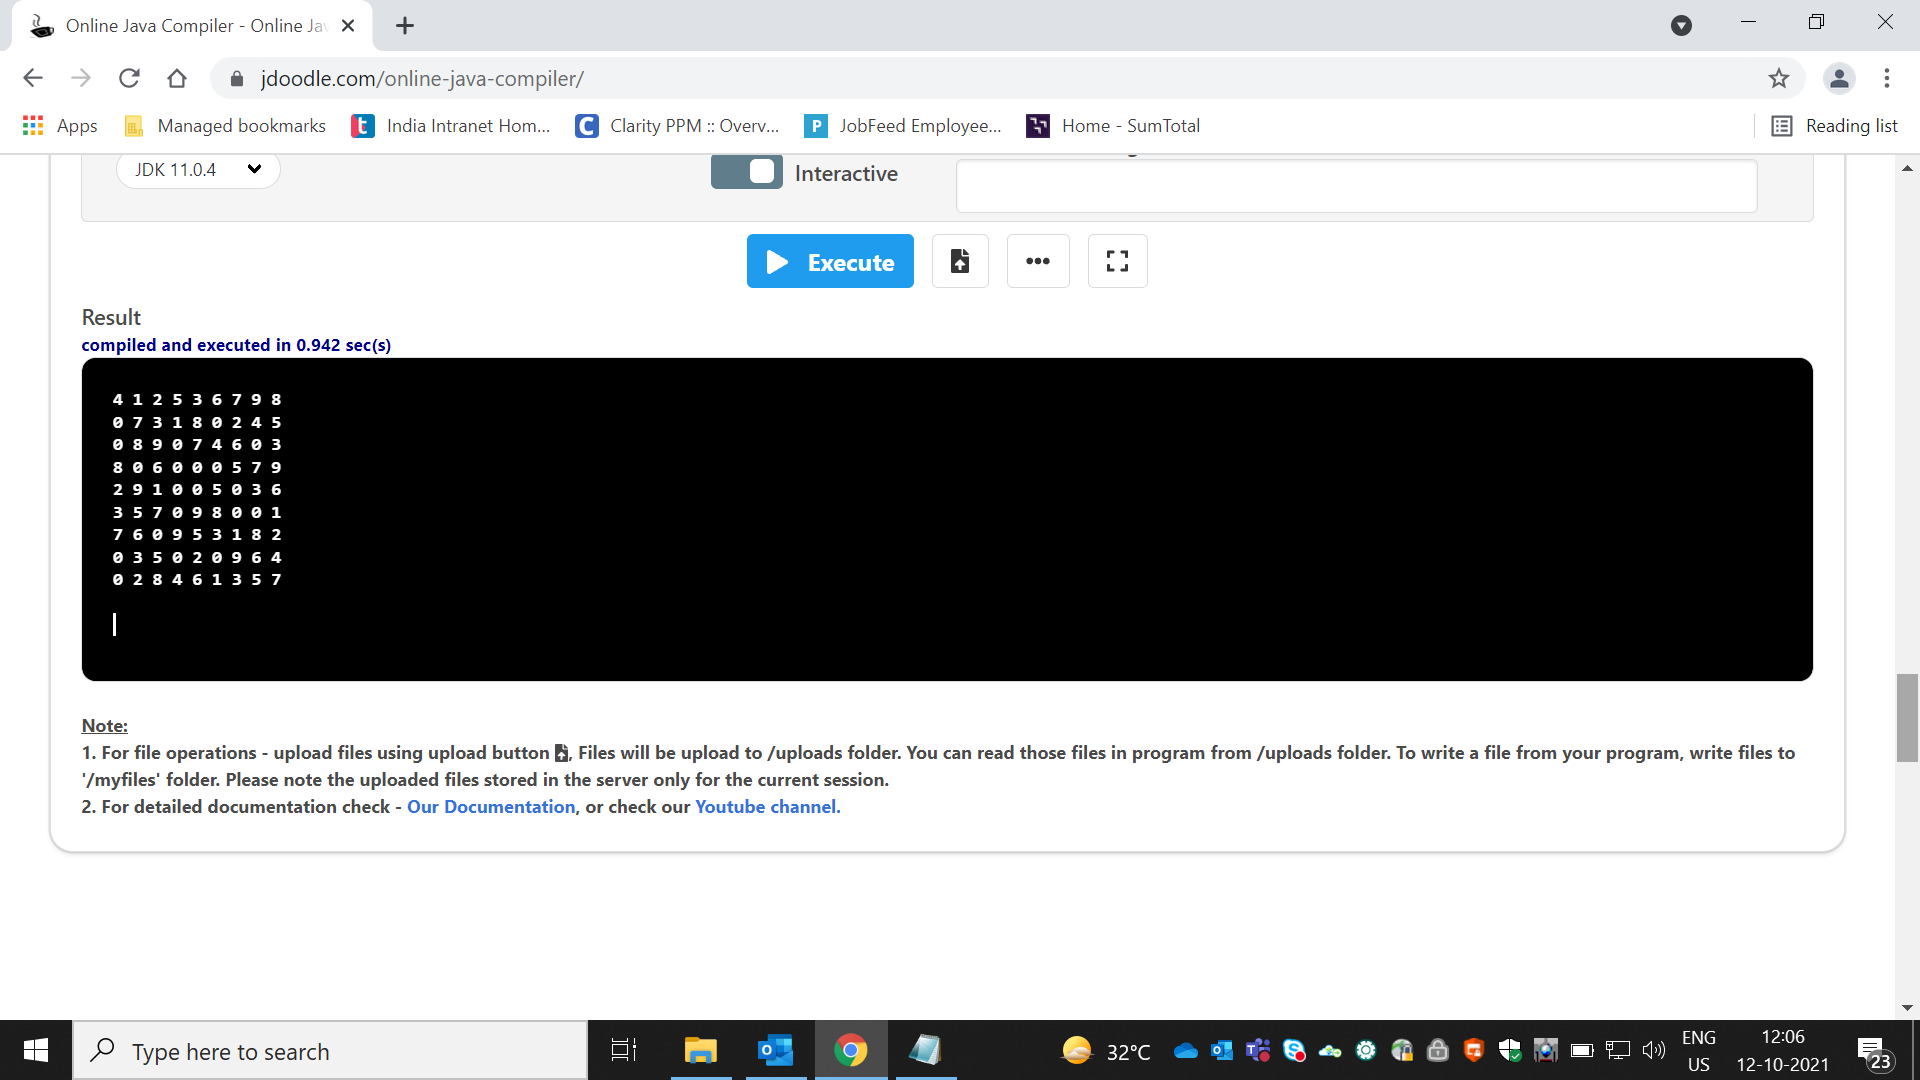 Online Java Compiler - Online Jav
jdoodle.com/online-java-compiler/
Apps
Managed bookmarks
India Intranet Hom...
Clarity PPM :: Overv...
JobFeed Employee...
Home - SumTotal
Reading list
JDK 11.0.4
Interactive
Execute
Result
compiled and executed in 0.942 sec(s)
4 1 2 5 3 6 7 9 8
0 7 3 1 8 0 2 4 5
0 8 9 0 7 4 6 0 3
8 0 6 0 0 0 5 7 9
2 9 1 0 0 5 0 3 6
3 5 7 0 9 8 0 0 1
7 6 0 9 5 3 1 8 2
0 3 5 0 2 0 9 6 4
0 2 8 4 6 1 3 5 7
Note:
1. For file operations - upload files using upload button , Files will be upload to /uploads folder. You can read those files in program from /uploads folder. To write a file from your program, write files to
'/myfiles' folder. Please note the uploaded files stored in the server only for the current session.
2. For detailed documentation check - Our Documentation, or check our Youtube channel.
Type here to search
32°C
ENG
US
12:06
12-10-2021
23